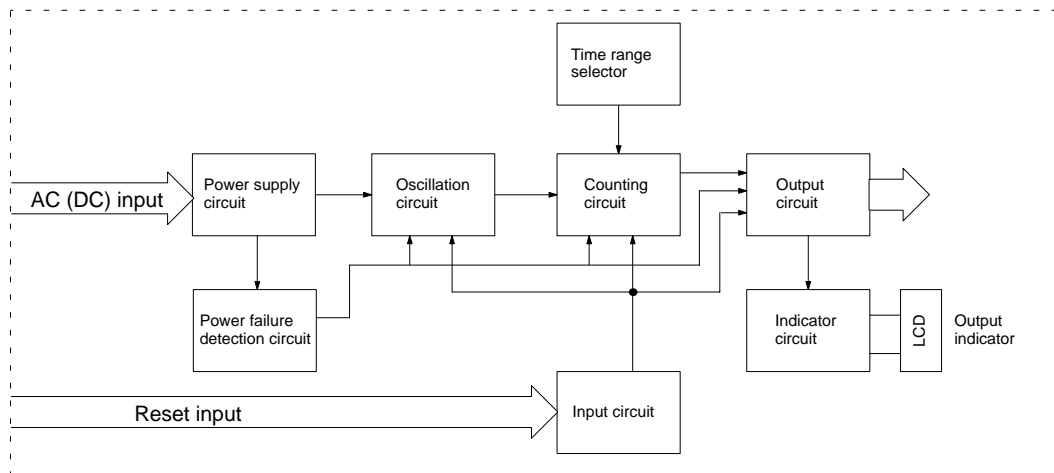 Time range
selector
AC (DC) input
Power supply
circuit
Oscillation
circuit
Counting
circuit
Output
circuit
Power failure
detection circuit
Indicator
circuit
LCD
Output
indicator
Reset input
Input circuit